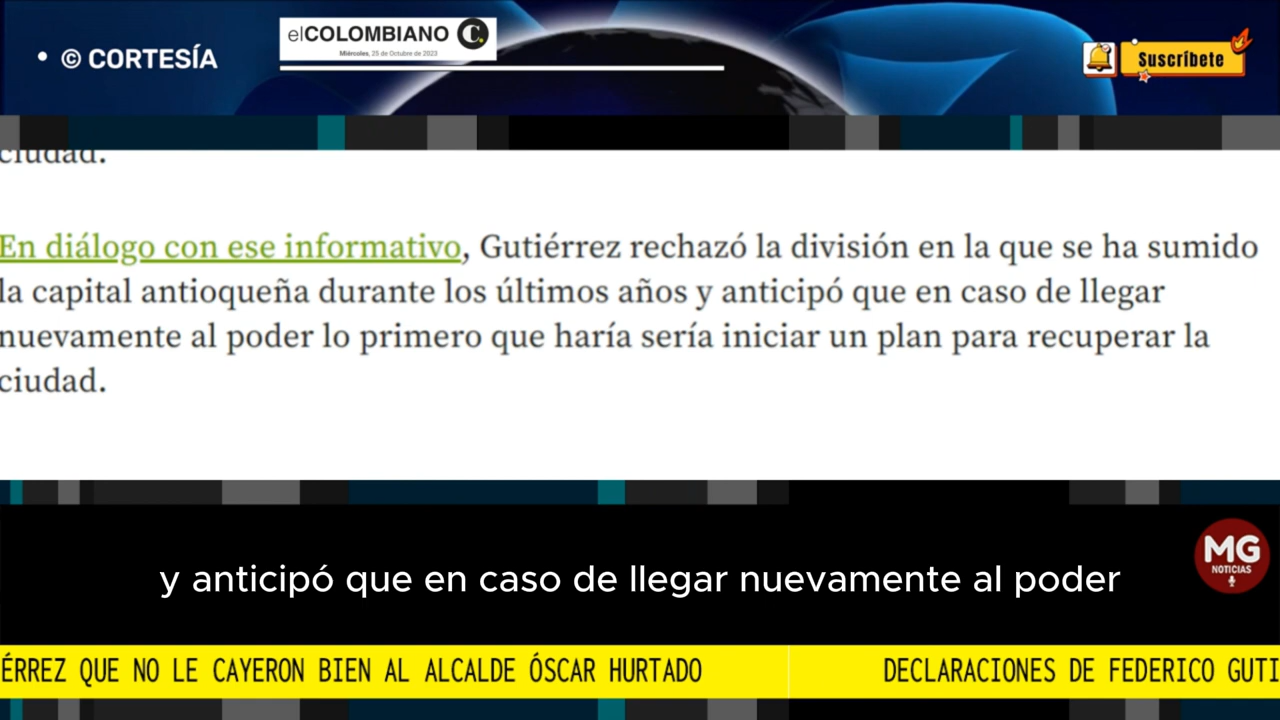 • © CORTESÍA
elCOLOMBIANO C
Miércoles, 25 de Octubre de 2023
Suscríbete
ciudad.
En diálogo con ese informativo, Gutiérrez rechazó la división en la que se ha sumido
la capital antioqueña durante los últimos años y anticipó que en caso de llegar
nuevamente al poder lo primero que haría sería iniciar un plan para recuperar la
ciudad.
MG
NOTICIAS
y anticipó que en caso de llegar nuevamente al poder
ÉRREZ QUE NO LE CAYERON BIEN AL ALCALDE ÓSCAR HURTADO DECLARACIONES DE FEDERICO GUTI